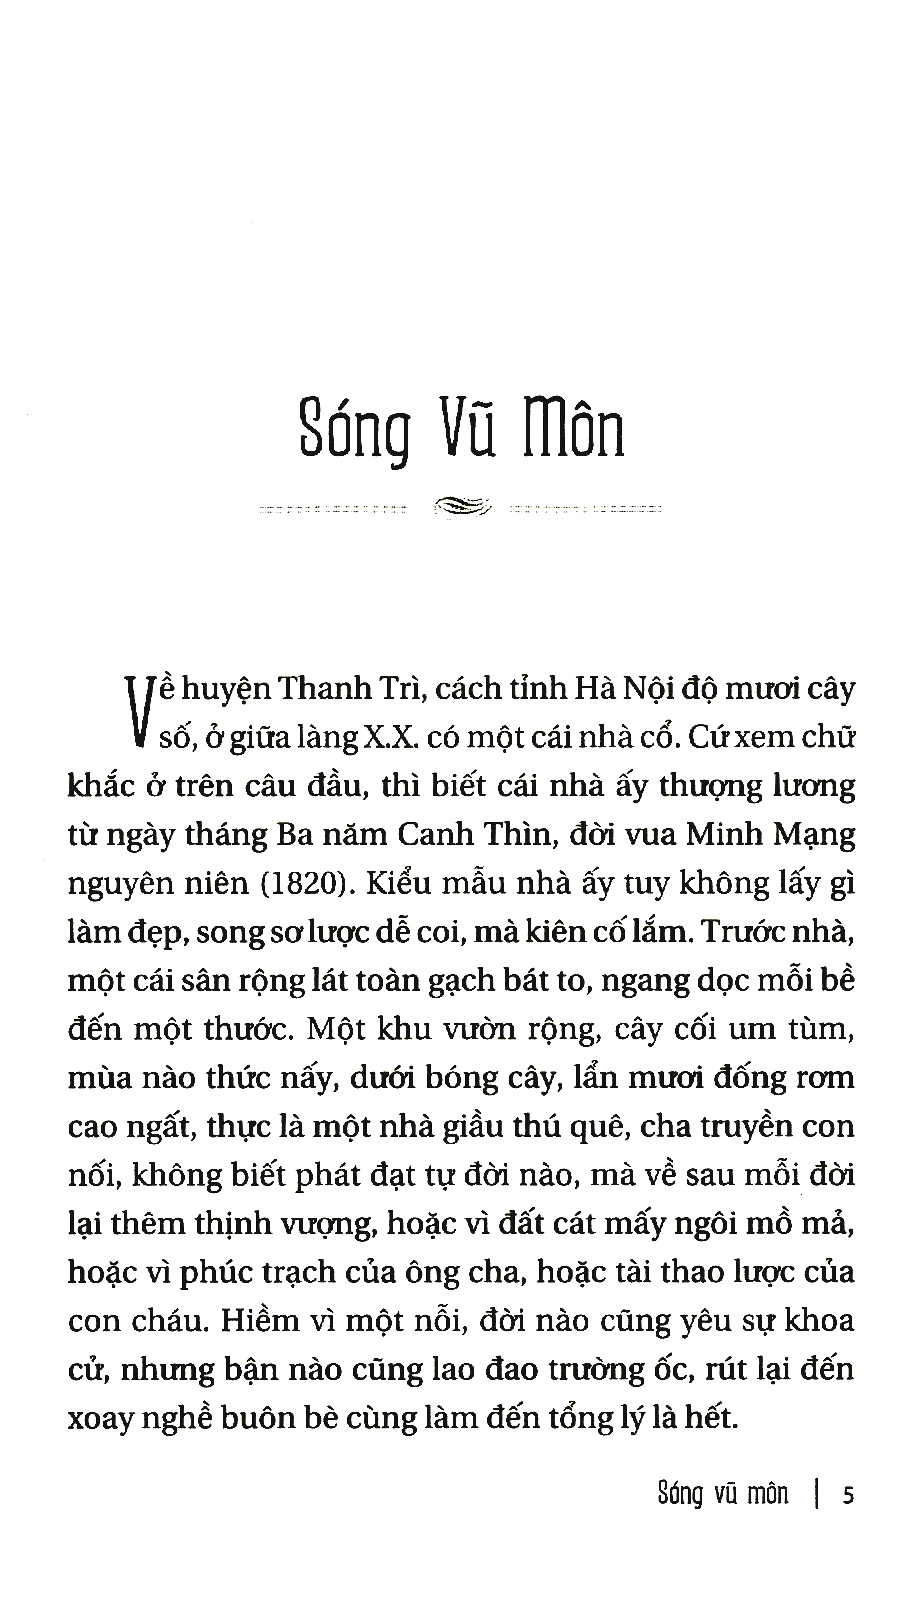 Sóng Vũ Môn
Về huyện Thanh Trì, cách tỉnh Hà Nội độ mươi cây
số, ở giữa làng X.X. có một cái nhà cổ. Cứ xem chữ
khắc ở trên câu đầu, thì biết cái nhà ấy thượng lương
từ ngày tháng Ba năm Canh Thìn, đời vua Minh Mạng
nguyên niên (1820). Kiểu mẫu nhà ấy tuy không lấy gì
làm đẹp, song sơ lược dễ coi, mà kiên cố lắm. Trước nhà,
một cái sân rộng lát toàn gạch bát to, ngang dọc mỗi bề
đến một thước. Một khu vườn rộng, cây cối um tùm,
mùa nào thức nấy, dưới bóng cây, lẩn mươi đống rơm
cao ngất, thực là một nhà giầu thú quê, cha truyền con
nối, không biết phát đạt tự đời nào, mà về sau mỗi đời
lại thêm thịnh vượng, hoặc vì đất cát mấy ngôi mồ mả,
hoặc vì phúc trạch của ông cha, hoặc tài thao lược của
con cháu. Hiềm vì một nỗi, đời nào cũng yêu sự khoa
cử, nhưng bận nào cũng lao đao trường ốc, rút lại đến
xoay nghề buôn bè cùng làm đến tổng lý là hết.
Sóng vũ môn | 5